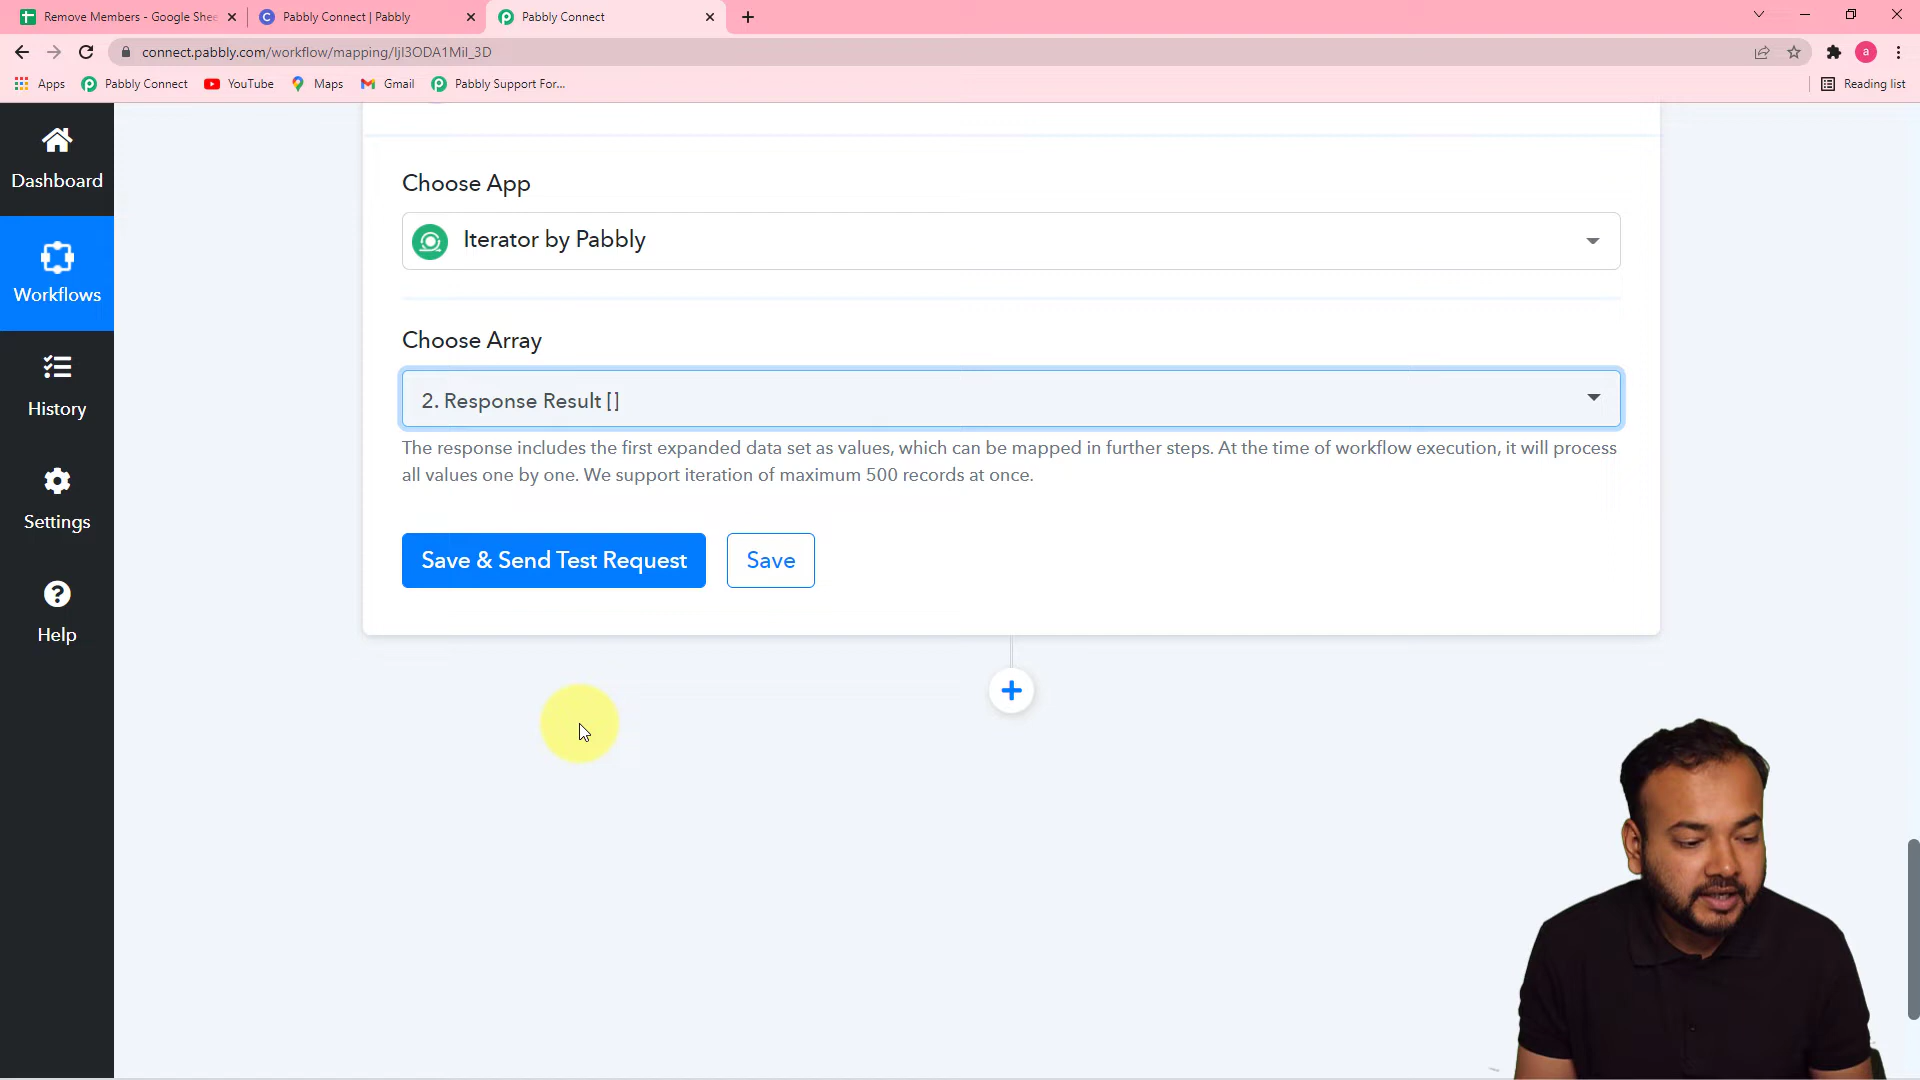 Remove Members - Google Shee
Pabbly Connect | Pabbly
Pabbly Connect
connect.pabbly.com/workflow/mapping/IjI3ODA1MiI_3D
a
Apps
Pabbly Connect
YouTube
Maps
Gmail
Pabbly Support For...
Reading list
Dashboard
Workflows
History
Settings
Help
Choose App
Iterator by Pabbly
Choose Array
2. Response Result []
The response includes the first expanded data set as values, which can be mapped in further steps. At the time of workflow execution, it will process
all values one by one. We support iteration of maximum 500 records at once.
Save & Send Test Request
Save